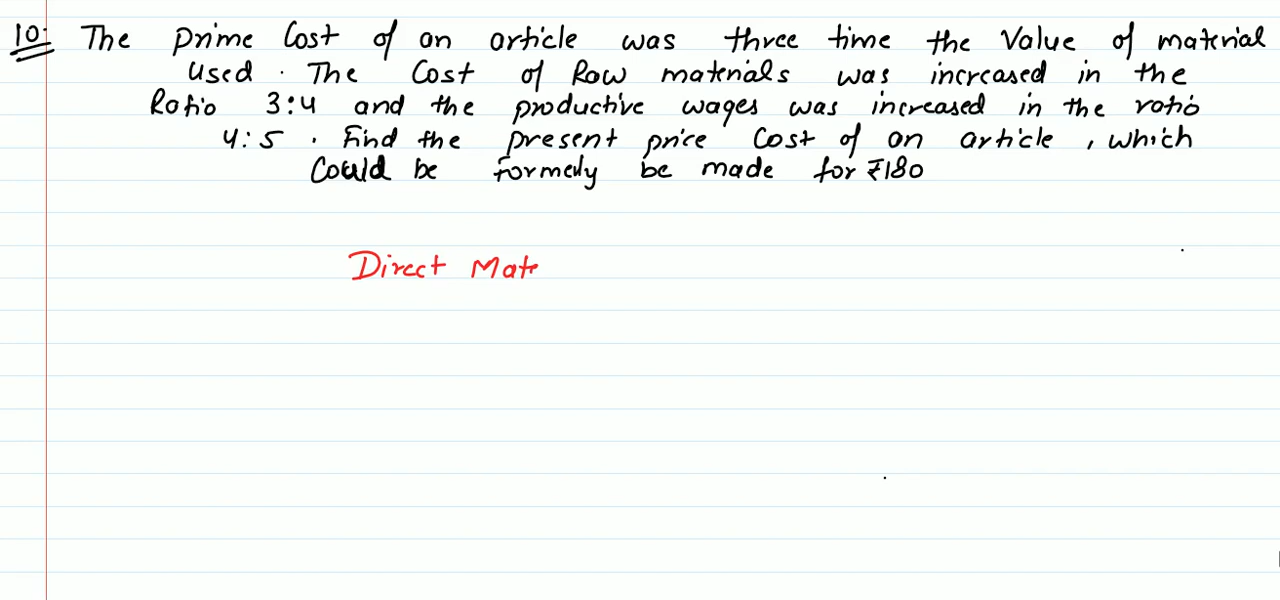 10. The prime Cost of an article was three time the Value of material
used. The Cost of Raw materials was increased in the
Ratio 3:4 and the productive wages was increased in the ratio
4:5. Find the present price Cost of an article, which
Could be formerly be made for ₹180
Direct Mate